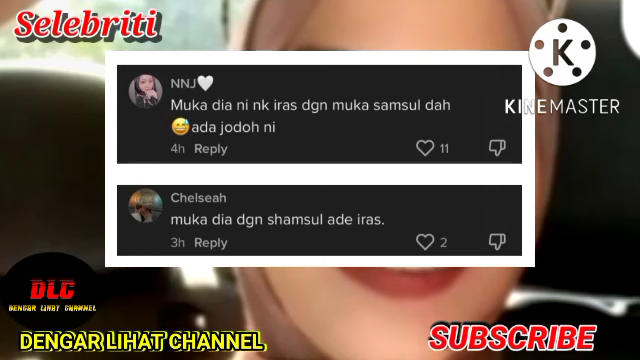 Selebriti
KINEMASTER
NNJ🤍
Muka dia ni nk iras dgn muka samsul dah
😅ada jodoh ni
4h Reply
11
Chelseah
muka dia dgn shamsul ade iras.
3h Reply
2
DLC
DENGAR LIHAT CHANNEL
DENGAR LIHAT CHANNEL
SUBSCRIBE